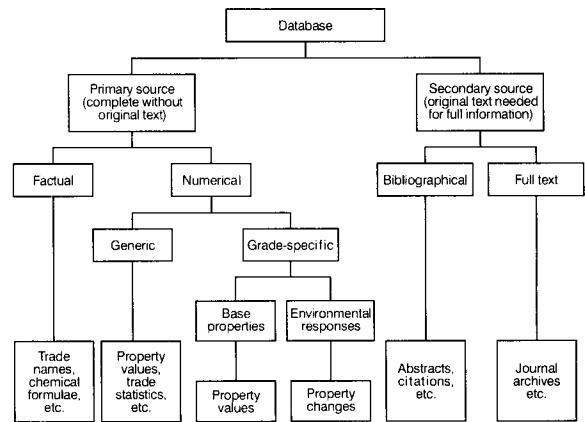 Database
Primary source
(complete without
original text)
Secondary source
(original text needed
for full information)
Factual
Numerical
Bibliographical
Full text
Generic
Grade-specific
Base
properties
Environmental
responses
Trade
names,
chemical
formulae,
etc.
Property
values,
trade
statistics,
etc.
Property
values
Property
changes
Abstracts,
citations,
etc.
Journal
archives
etc.